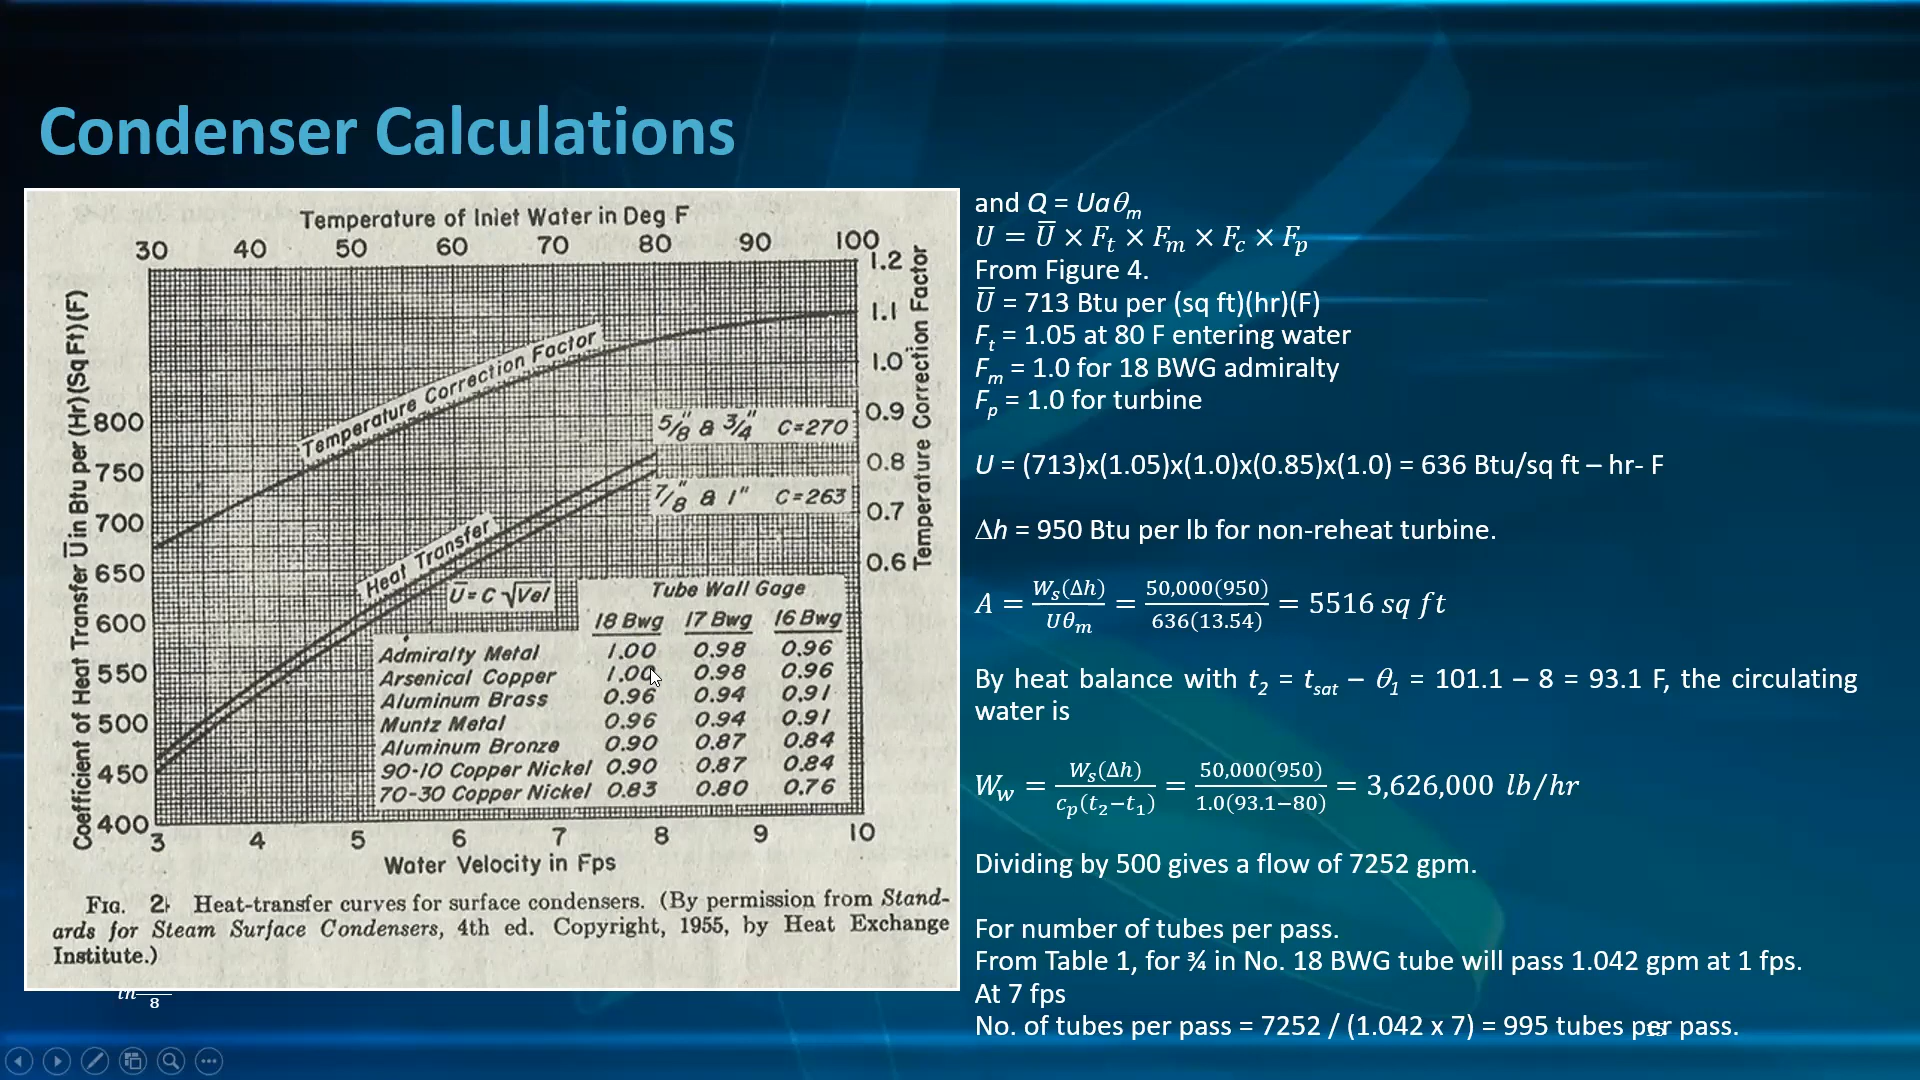 Condenser Calculations
Temperature of Inlet Water in Deg F
30 40 50 60 70 80 90 100
Coefficient of Heat Transfer U̅ in Btu per (Hr)(Sq Ft)(F)
800
750
700
650
600
550
500
450
400
1.2
1.1
1.0
0.9
0.8
0.7
0.6
Temperature Correction Factor
Temperature Correction Factor
5/8" & 3/4" C=270
7/8" & 1" C=263
Heat Transfer
U̅ = C √Vel
Tube Wall Gage
18 Bwg 17 Bwg 16 Bwg
Admiralty Metal 1.00 0.98 0.96
Arsenical Copper 1.00 0.98 0.96
Aluminum Brass 0.96 0.94 0.91
Muntz Metal 0.96 0.94 0.91
Aluminum Bronze 0.90 0.87 0.84
90-10 Copper Nickel 0.90 0.87 0.84
70-30 Copper Nickel 0.83 0.80 0.76
3 4 5 6 7 8 9 10
Water Velocity in Fps
FIG. 2. Heat-transfer curves for surface condensers. (By permission from Stand-
ards for Steam Surface Condensers, 4th ed. Copyright, 1955, by Heat Exchange
Institute.)
8
and Q = Uaθm
U = U̅ × Ft × Fm × Fc × Fp
From Figure 4.
U̅ = 713 Btu per (sq ft)(hr)(F)
Ft = 1.05 at 80 F entering water
Fm = 1.0 for 18 BWG admiralty
Fp = 1.0 for turbine
U = (713)x(1.05)x(1.0)x(0.85)x(1.0) = 636 Btu/sq ft – hr- F
Δh = 950 Btu per lb for non-reheat turbine.
A = Ws(Δh)/Uθm = 50,000(950)/636(13.54) = 5516 sq ft
By heat balance with t2 = tsat – θ1 = 101.1 – 8 = 93.1 F, the circulating
water is
Ww = Ws(Δh)/cp(t2−t1) = 50,000(950)/1.0(93.1−80) = 3,626,000 lb/hr
Dividing by 500 gives a flow of 7252 gpm.
For number of tubes per pass.
From Table 1, for ¾ in No. 18 BWG tube will pass 1.042 gpm at 1 fps.
At 7 fps
No. of tubes per pass = 7252 / (1.042 x 7) = 995 tubes per pass.